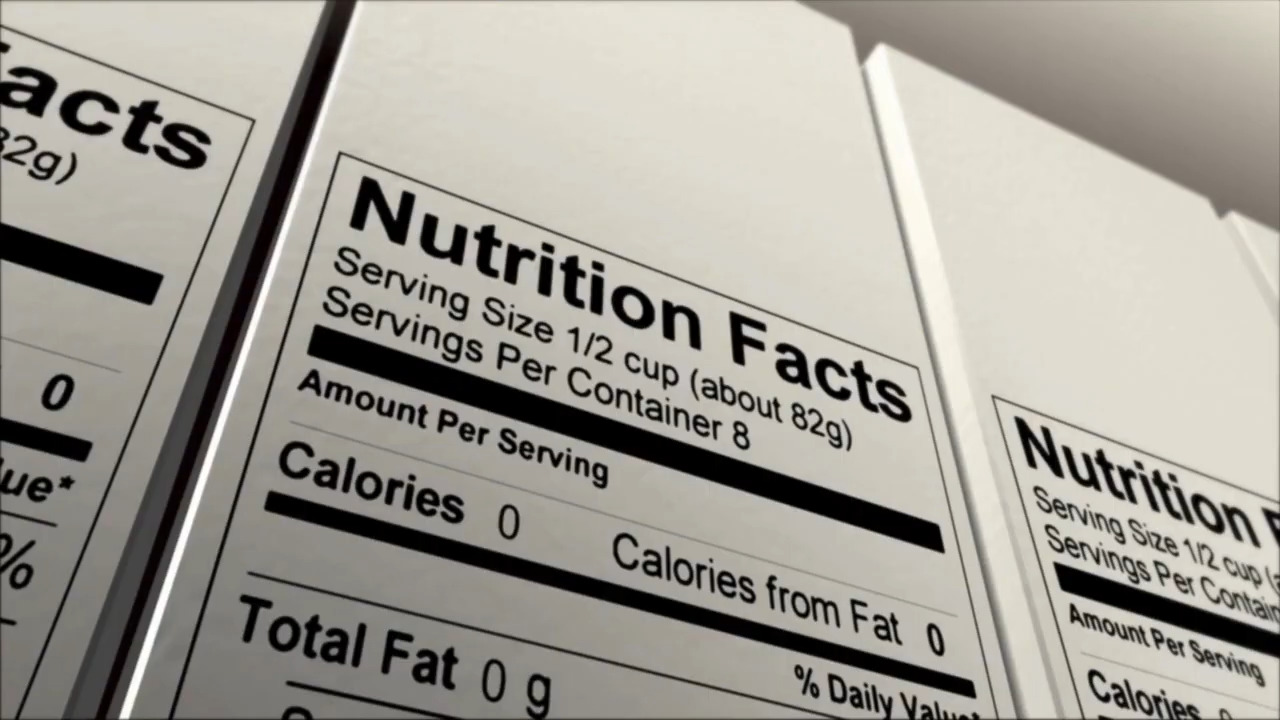 acts
82g)
0
ue*
%
Nutrition Facts
Serving Size 1/2 cup (about 82g)
Servings Per Container 8
Amount Per Serving
Calories 0 Calories from Fat 0
% Daily Value*
Total Fat 0 g
Nutrition F
Serving Size 1/2 cup (
Servings Per Contain
Amount Per Serving
Calories